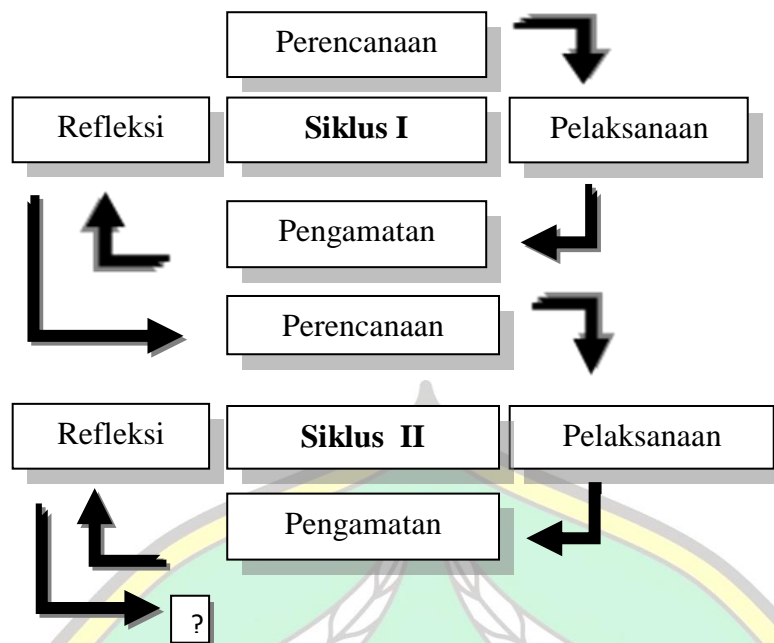 Perencanaan
Refleksi
Siklus I
Pelaksanaan
Pengamatan
Perencanaan
Refleksi
Siklus II
Pelaksanaan
Pengamatan
?